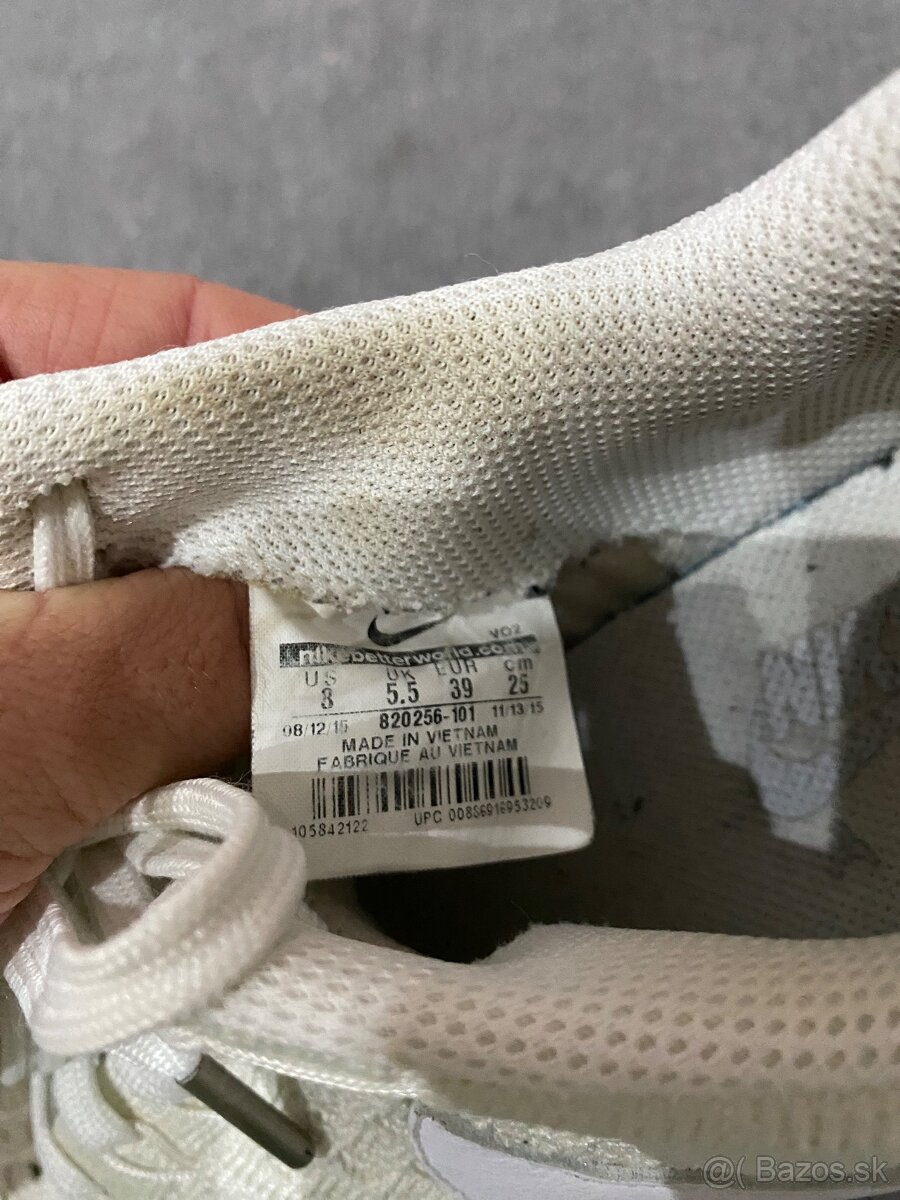 VO2
nikebetterworld.com
US UK EUR cm
8 5.5 39 25
08/12/15 820256-101 11/13/15
MADE IN VIETNAM
FABRIQUE AU VIETNAM
105842122 UPC 00886916953209
@( Bazos.sk